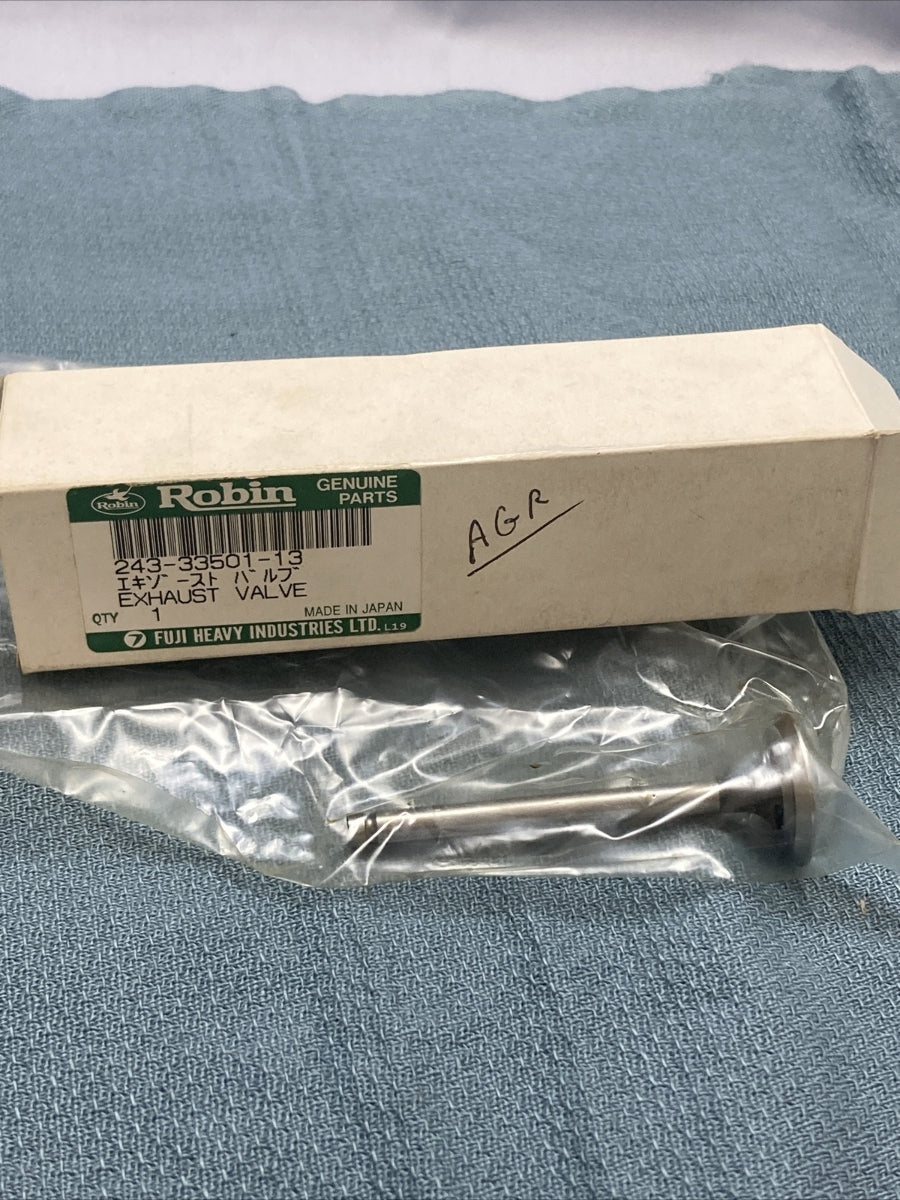 Robin
Robin
GENUINE
PARTS
243-33501-13
エキゾ゛ースト バ゛ルブ
EXHAUST VALVE
QTY 1
MADE IN JAPAN
FUJI HEAVY INDUSTRIES LTD. L19
AGR